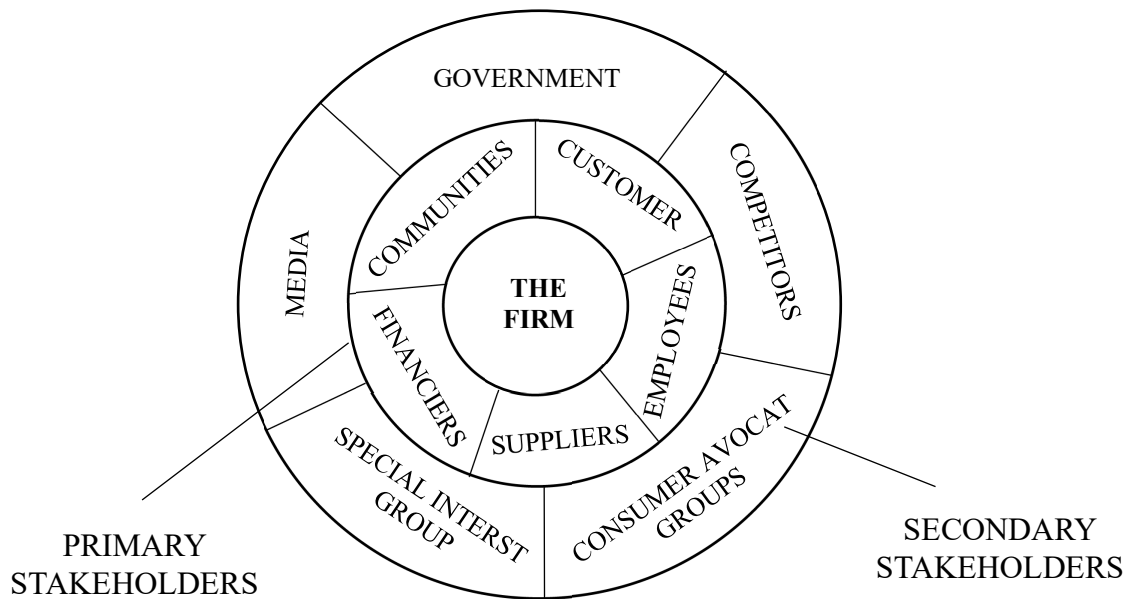 GOVERNMENT
COMPETITORS
CONSUMER AVOCAT
GROUPS
SPECIAL INTERST
GROUP
MEDIA
COMMUNITIES
CUSTOMER
EMPLOYEES
SUPPLIERS
FINANCIERS
THE
FIRM
PRIMARY
STAKEHOLDERS
SECONDARY
STAKEHOLDERS